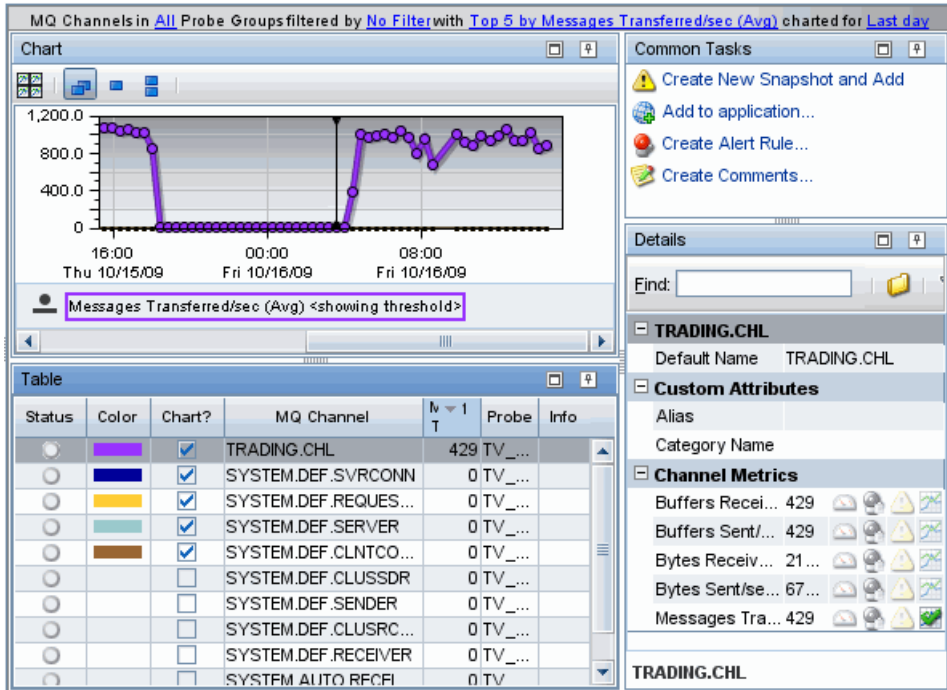 MQ Channels in All Probe Groups filtered by No Filter with Top 5 by Messages Transferred/sec (Avg) charted for Last day
Chart
1,200.0
800.0
400.0
0
16:00 00:00 08:00
Thu 10/15/09 Fri 10/16/09 Fri 10/16/09
Messages Transferred/sec (Avg) <showing threshold>
Table
Status Color Chart? MQ Channel 1 Probe Info
T
TRADING.CHL 429 TV_...
SYSTEM.DEF.SVRCONN 0 TV_...
SYSTEM.DEF.REQUES... 0 TV_...
SYSTEM.DEF.SERVER 0 TV_...
SYSTEM.DEF.CLNTCO... 0 TV_...
SYSTEM.DEF.CLUSSDR 0 TV_...
SYSTEM.DEF.SENDER 0 TV_...
SYSTEM.DEF.CLUSRC... 0 TV_...
SYSTEM.DEF.RECEIVER 0 TV_...
SYSTEM.AUTO.RECEI 0 TV
Common Tasks
Create New Snapshot and Add
Add to application...
Create Alert Rule...
Create Comments...
Details
Find:
TRADING.CHL
Default Name TRADING.CHL
Custom Attributes
Alias
Category Name
Channel Metrics
Buffers Recei... 429
Buffers Sent/... 429
Bytes Receiv... 21...
Bytes Sent/se... 67...
Messages Tra... 429
TRADING.CHL